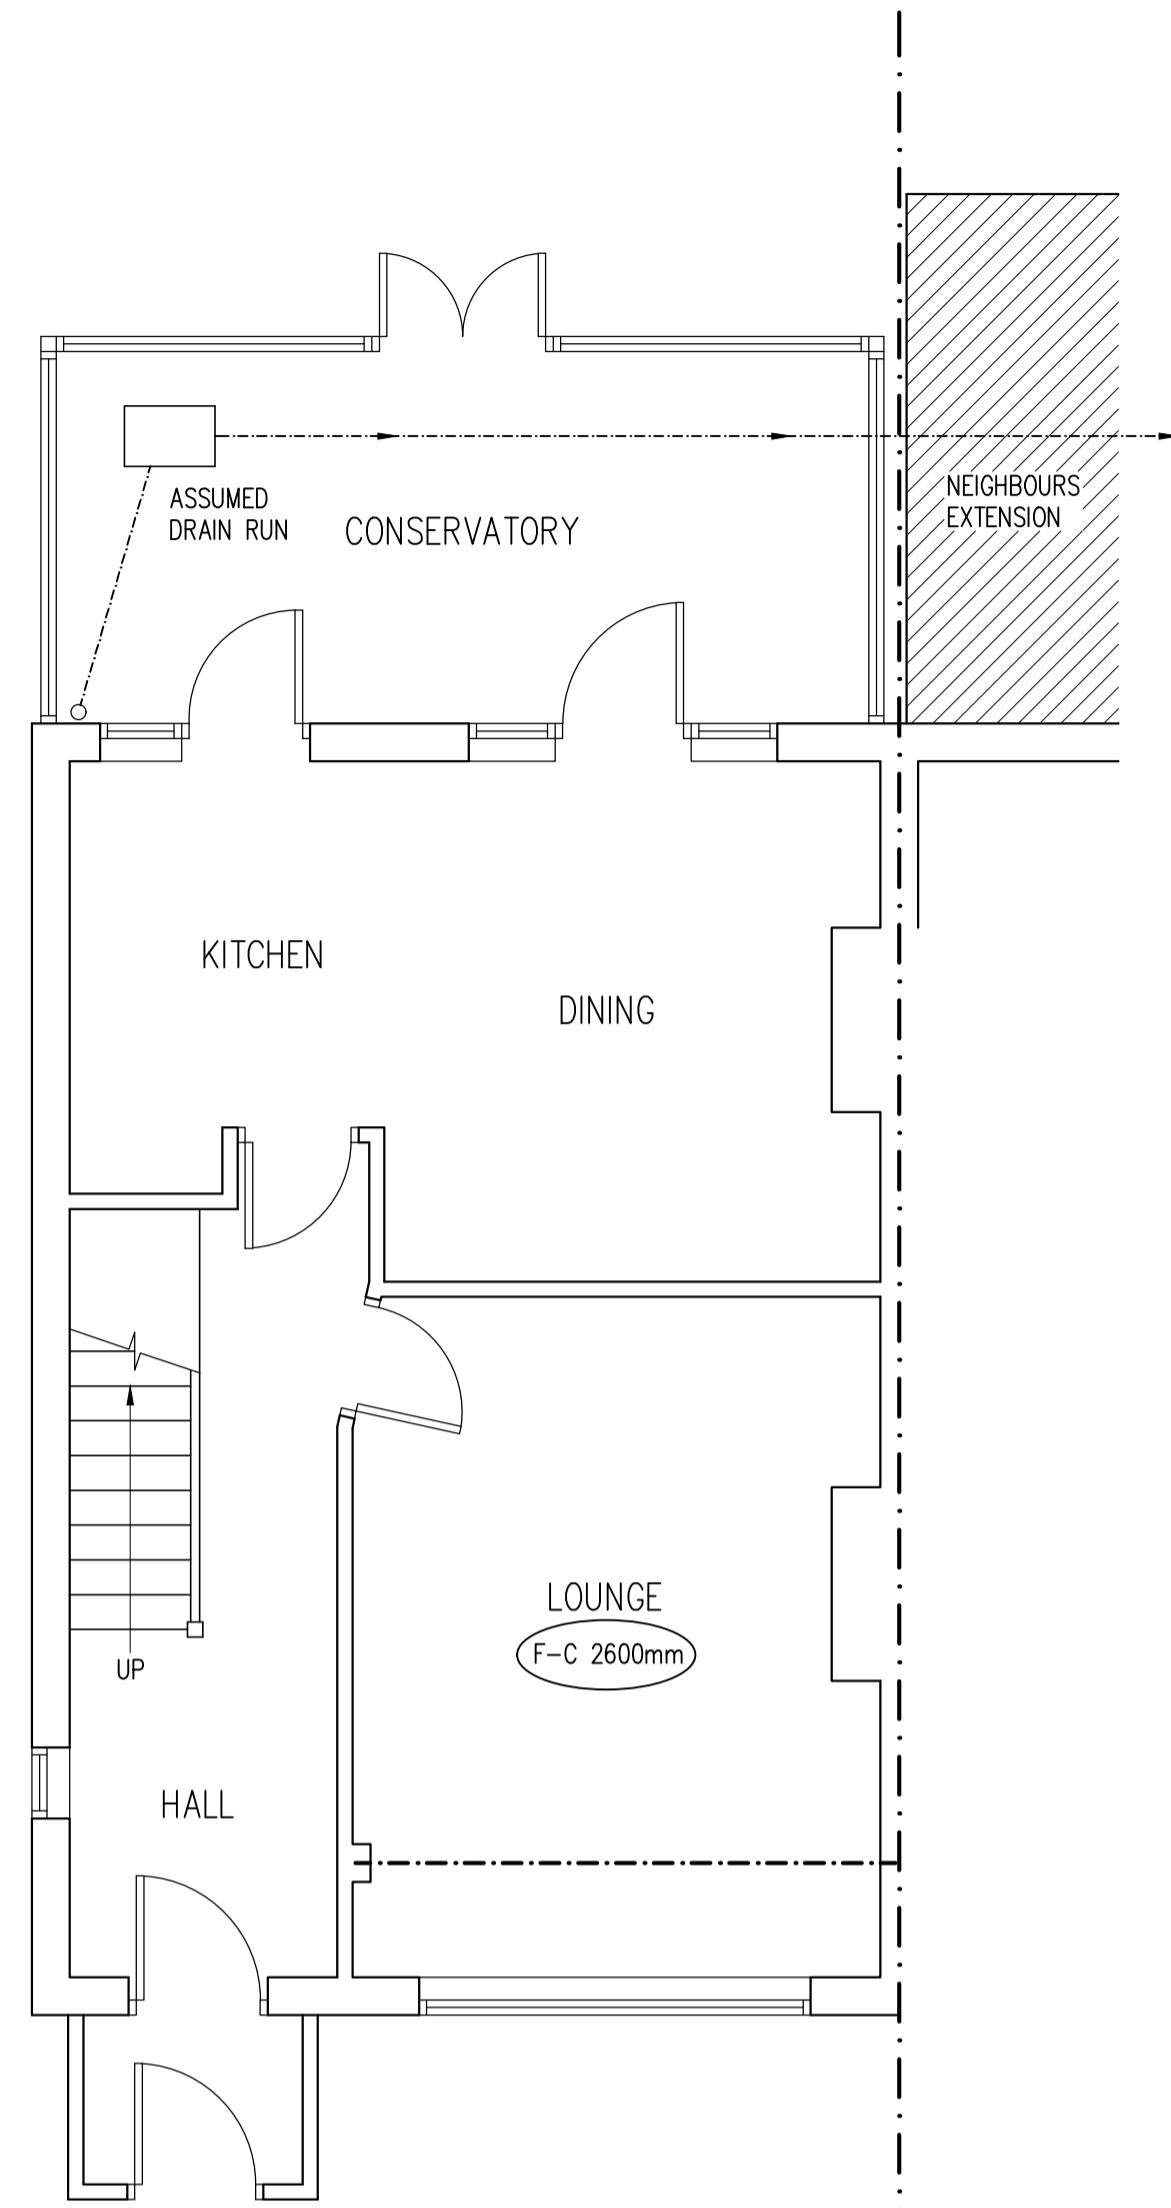 ASSUMED
DRAIN RUN
CONSERVATORY
NEIGHBOURS
EXTENSION
KITCHEN
DINING
LOUNGE
F-C 2600mm
UP
HALL